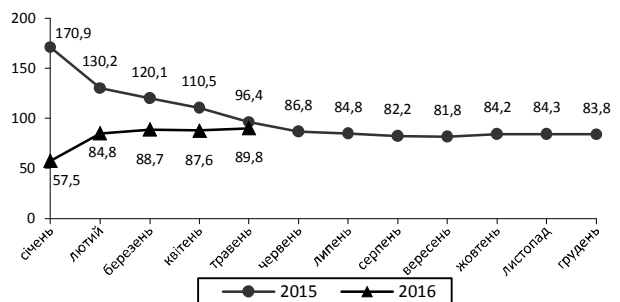 200
150
100
50
0
170,9
130,2
120,1
110,5
96,4
86,8
84,8
82,2
81,8
84,2
84,3
83,8
57,5
84,8
88,7
87,6
89,8
січень
лютий
березень
квітень
травень
червень
липень
серпень
вересень
жовтень
листопад
грудень
2015
2016